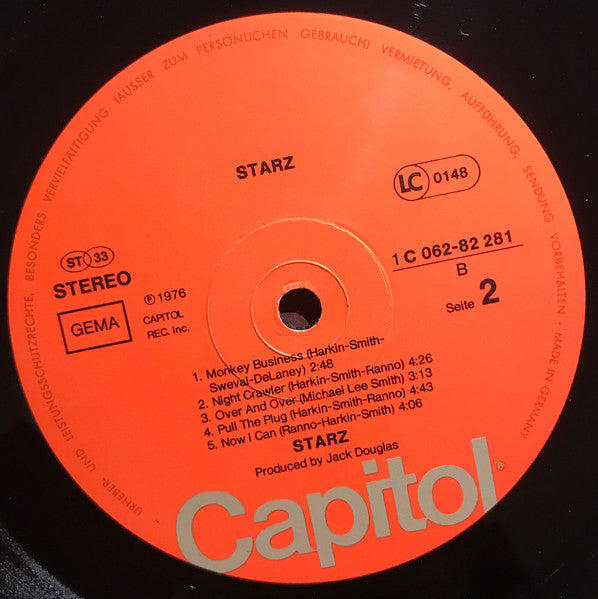 URHEBER- UND LEISTUNGSSCHUTZRECHTE, BESONDERS VERVIELFÄLTIGUNG (AUSSER ZUM PERSÖNLICHEN GEBRAUCH) VERMIETUNG, AUFFÜHRUNG, SENDUNG VORBEHALTEN · MADE IN GERMANY
STARZ
LC 0148
ST 33
STEREO
GEMA
℗ 1976
CAPITOL
REC. Inc.
1 C 062-82 281
B
Seite 2
1. Monkey Business (Harkin-Smith-
Sweval-DeLaney) 2:48
2. Night Crawler (Harkin-Smith-Ranno) 4:26
3. Over And Over (Michael Lee Smith) 3:13
4. Pull The Plug (Harkin-Smith-Ranno) 4:43
5. Now I Can (Ranno-Harkin-Smith) 4:06
STARZ
Produced by Jack Douglas
Capitol®